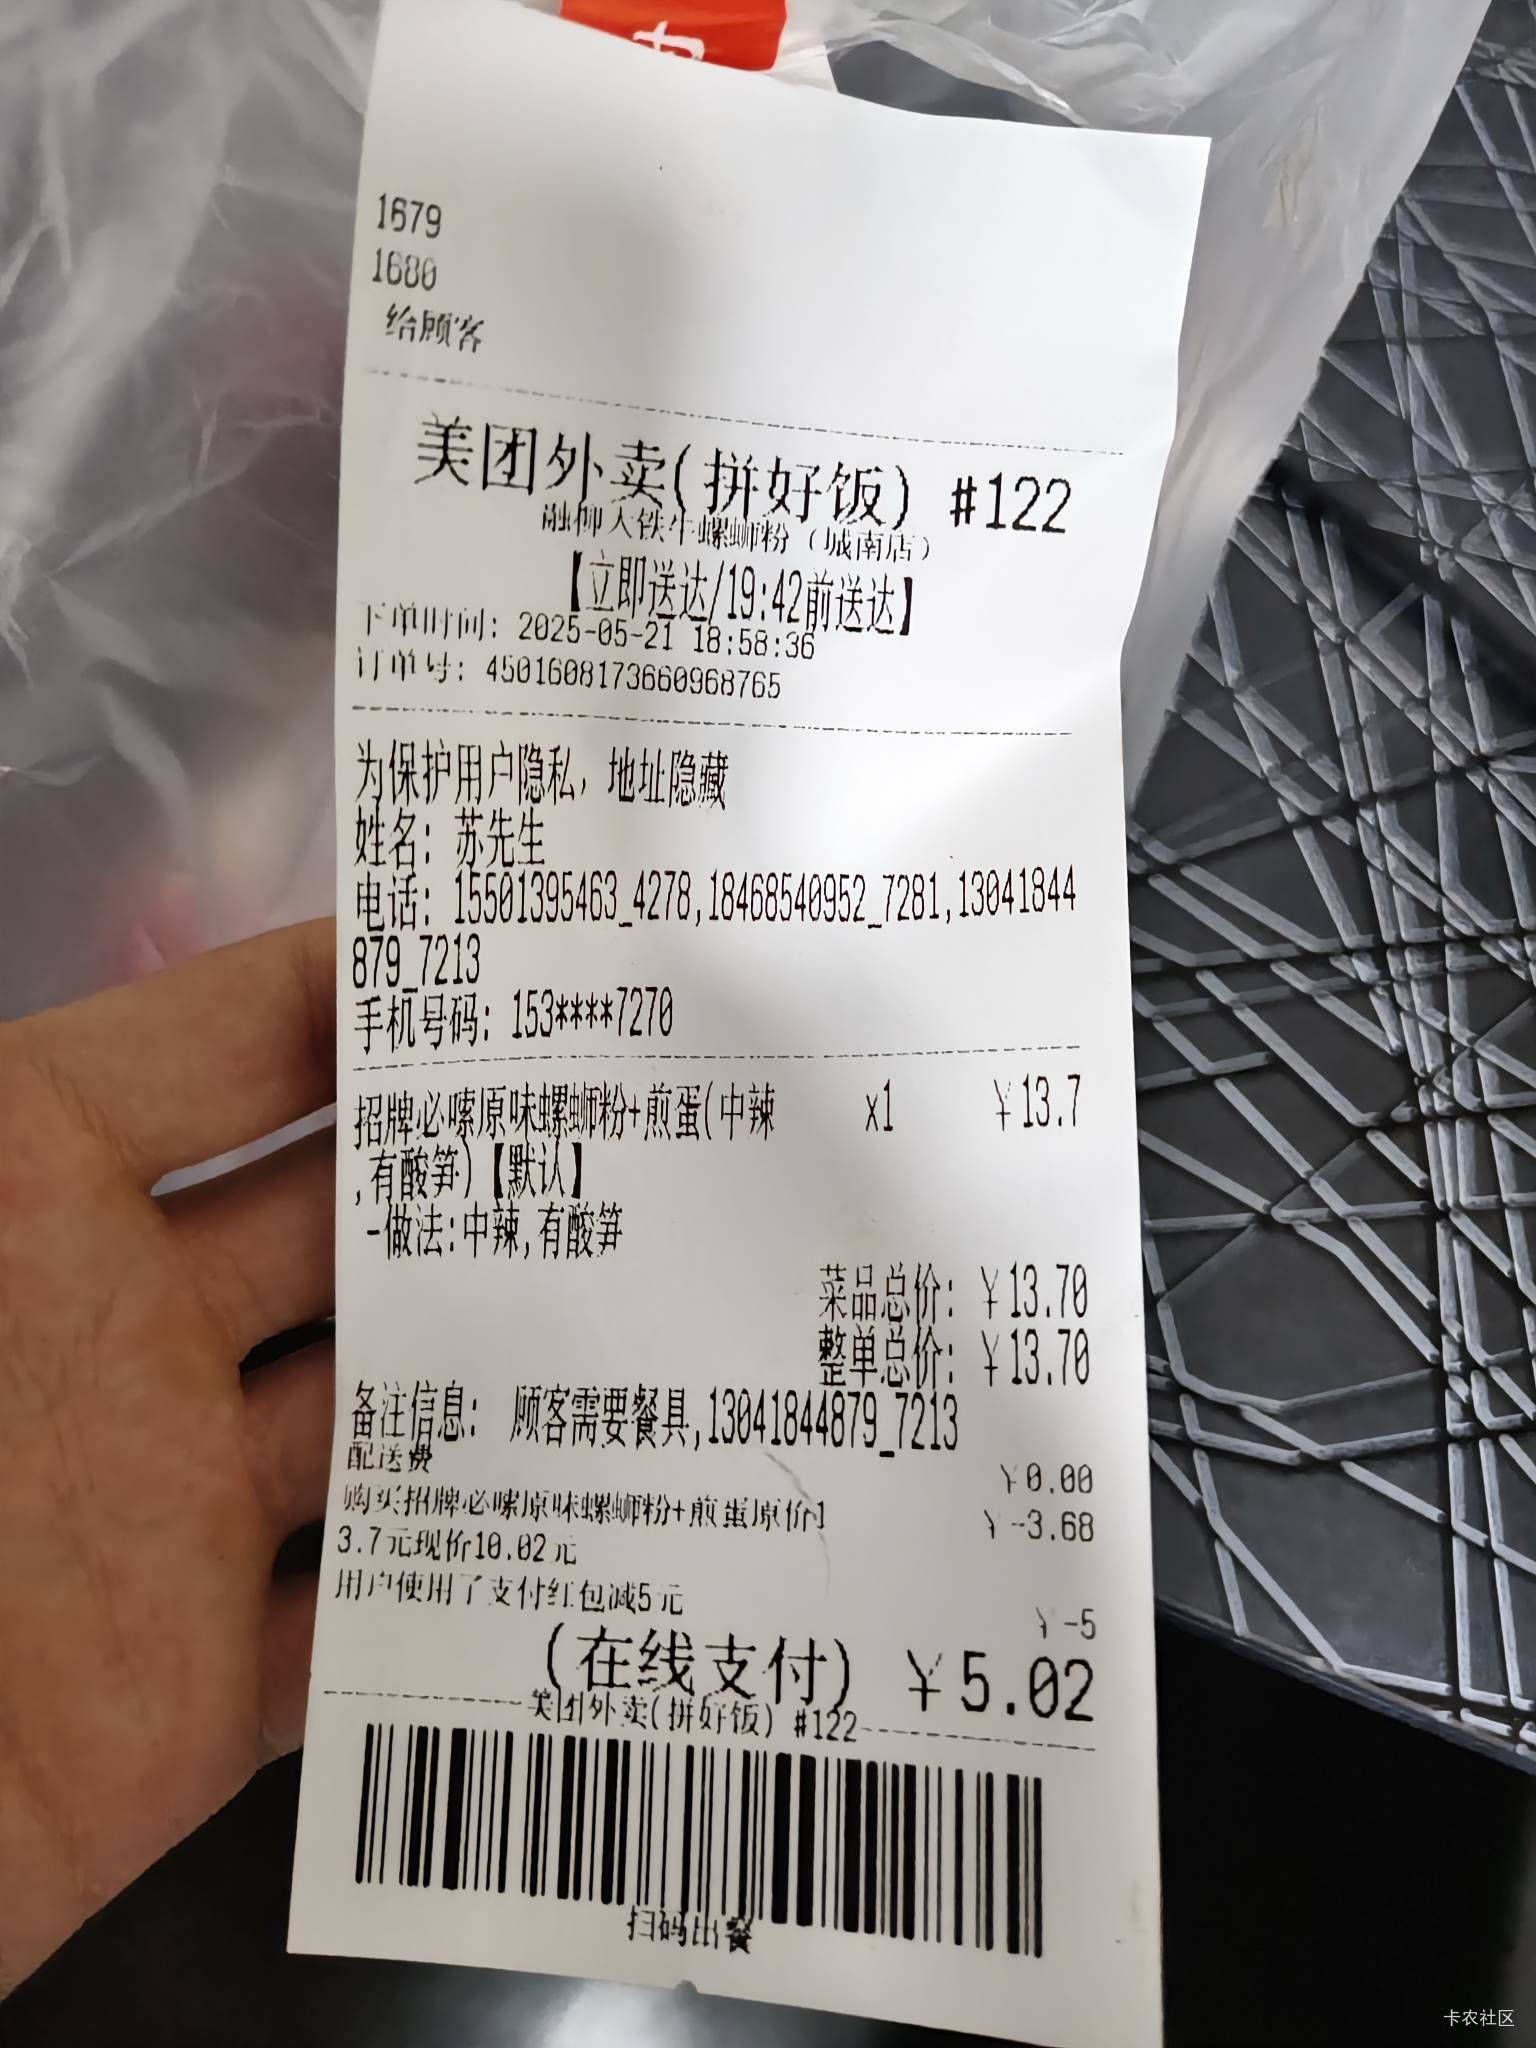 1679
1680
给顾客
美团外卖(拼好饭) #122
融柳大铁牛螺蛳粉（城南店）
【立即送达/19:42前送达】
下单时间: 2025-05-21 18:58:36
订单号: 4501608173660968765
为保护用户隐私，地址隐藏
姓名: 苏先生
电话: 15501395463_4278,18468540952_7281,13041844
879_7213
手机号码: 153****7270
招牌必嗦原味螺蛳粉+煎蛋(中辣 x1 ￥13.7
,有酸笋)【默认】
-做法:中辣,有酸笋
菜品总价: ￥13.70
整单总价: ￥13.70
备注信息: 顾客需要餐具,13041844879_7213
配送费 ￥0.00
购买招牌必嗦原味螺蛳粉+煎蛋原价1 ￥-3.68
3.7元现价10.02元
用户使用了支付红包减5元 ￥-5
(在线支付) ￥5.02
美团外卖(拼好饭) #122
扫码出餐
卡农社区